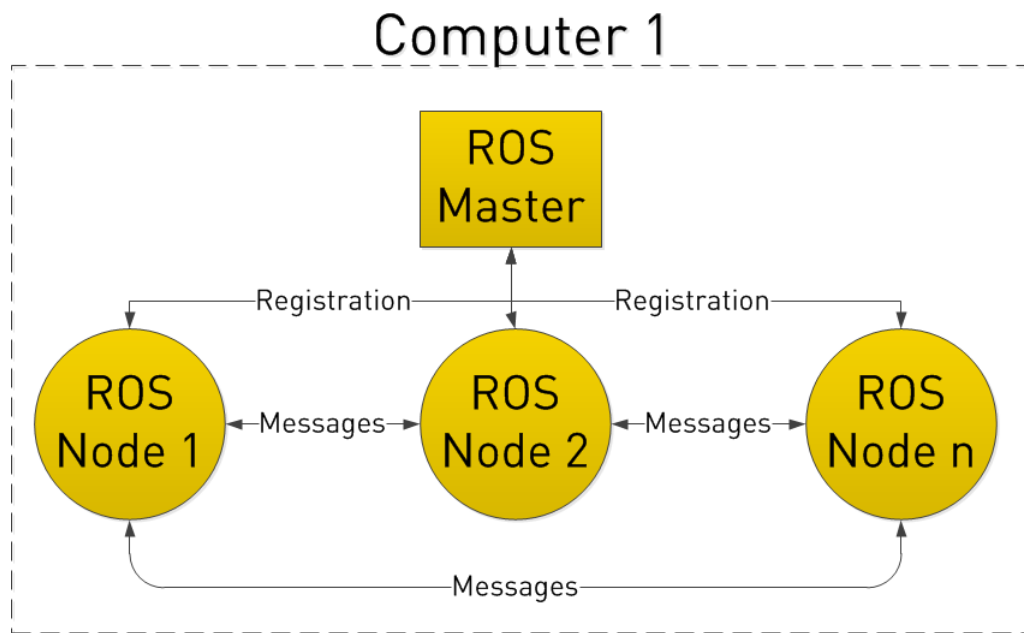 Computer 1
ROS
Master
Registration
Registration
ROS
Node 1
Messages
ROS
Node 2
Messages
ROS
Node n
Messages